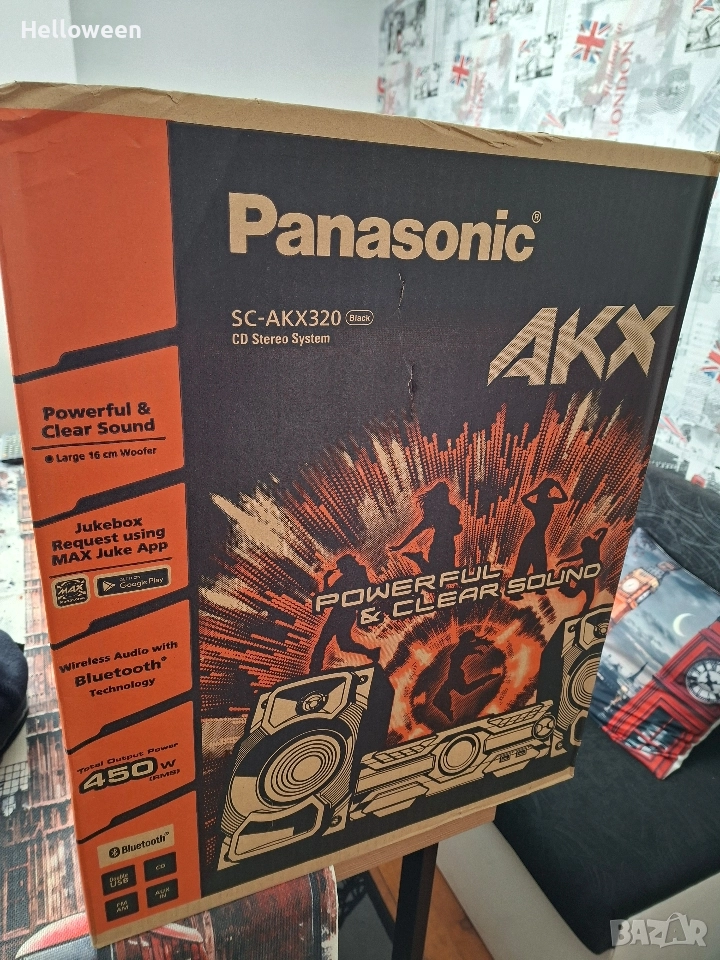 Helloween
LONDON
Panasonic®
SC-AKX320 Black
CD Stereo System
AKX
Powerful &
Clear Sound
Large 16 cm Woofer
Jukebox
Request using
MAX Juke App
MAX
Google Play
Wireless Audio with
Bluetooth®
Technology
Total Output Power
450 W
(RMS)
Bluetooth®
Double
USB
CD
FM
AM
AUX
IN
POWERFUL
& CLEAR SOUND
BAZAR